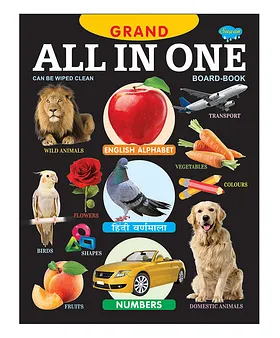 GRAND
ALL IN ONE
CAN BE WIPED CLEAN
BOARD-BOOK
TRANSPORT
WILD ANIMALS
ENGLISH ALPHABET
VEGETABLES
COLOURS
FLOWERS
हिंदी वर्णमाला
BIRDS
SHAPES
FRUITS
NUMBERS
DOMESTIC ANIMALS